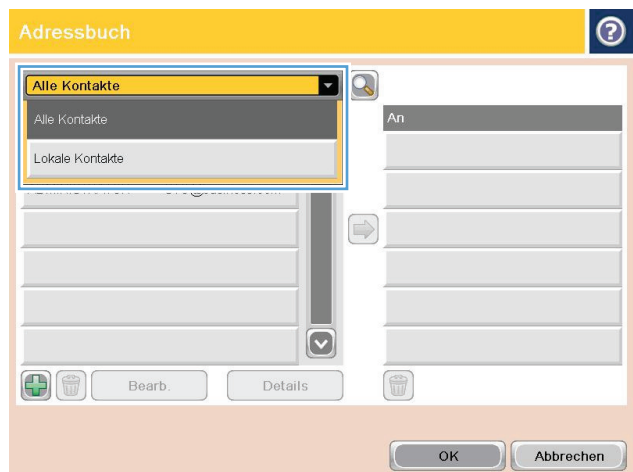 Adressbuch
Alle Kontakte
Alle Kontakte
Lokale Kontakte
An
Bearb.
Details
OK
Abbrechen